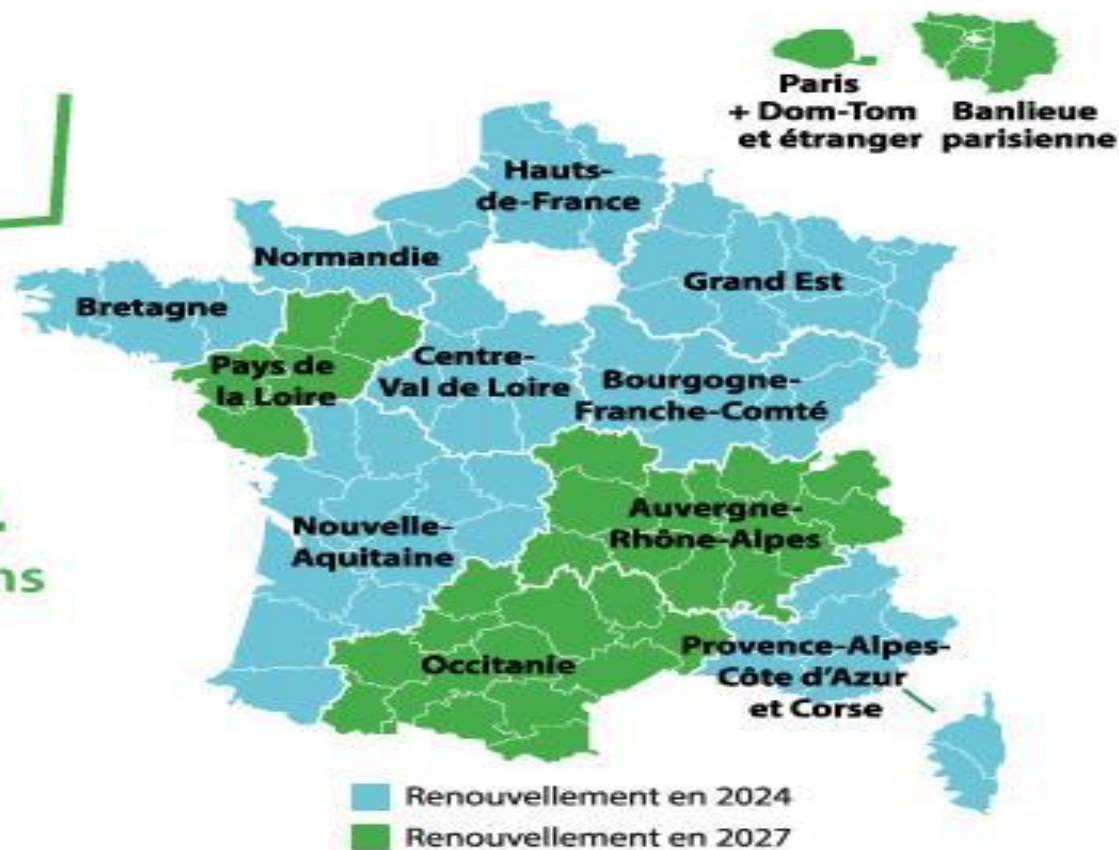 Paris
+ Dom-Tom
et étranger
Banlieue
parisienne
Hauts-
de-France
Normandie
Grand Est
Bretagne
Pays de
la Loire
Centre-
Val de Loire
Bourgogne-
Franche-Comté
Nouvelle-
Aquitaine
Auvergne-
Rhône-Alpes
ns
Occitanie
Provence-Alpes-
Côte d'Azur
et Corse
Renouvellement en 2024
Renouvellement en 2027